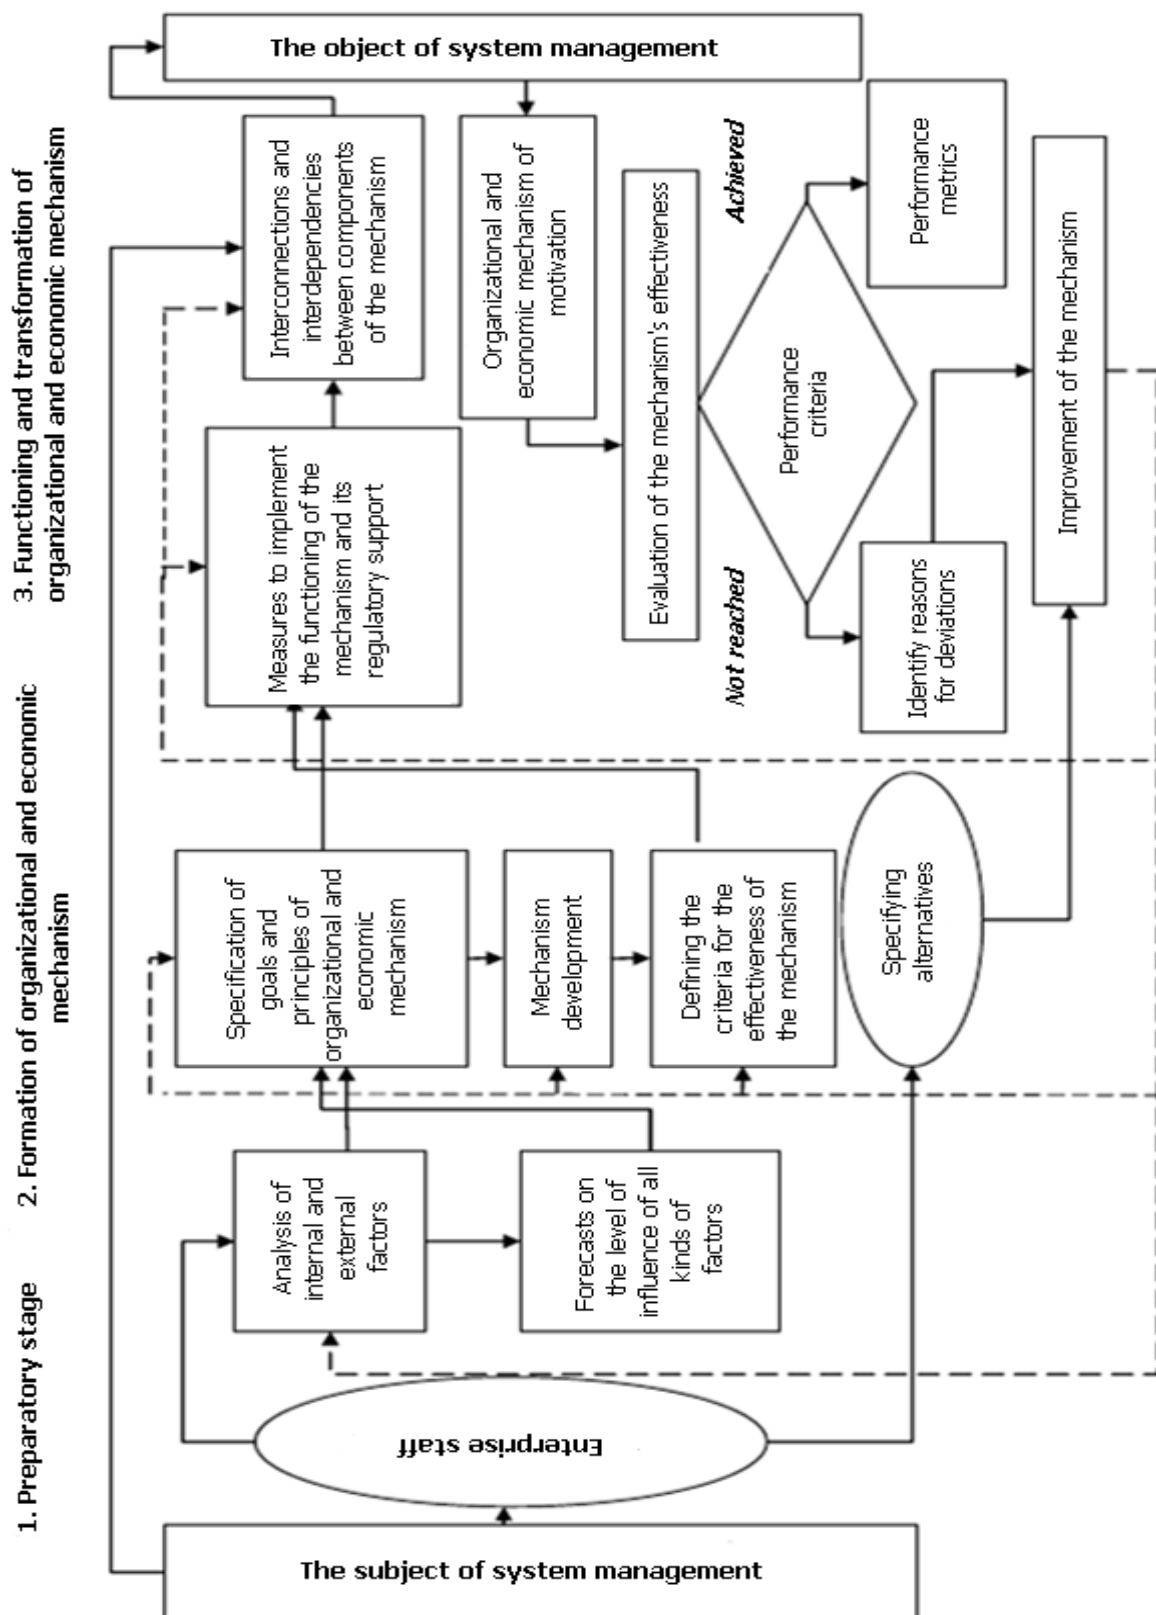 1. Preparatory stage
2. Formation of organizational and economic
mechanism
3. Functioning and transformation of
organizational and economic mechanism
The subject of system management
Enterprise staff
Analysis of
internal and
external
factors
Forecasts on
the level of
influence of all
kinds of
factors
Specification of
goals and
principles of
organizational and
economic
mechanism
Mechanism
development
Defining the
criteria for the
effectiveness of
the mechanism
Specifying
alternatives
Measures to implement
the functioning of the
mechanism and its
regulatory support
Interconnections and
interdependencies
between components
of the mechanism
The object of system management
Organizational and
economic mechanism of
motivation
Evaluation of the mechanism's effectiveness
Not reached
Achieved
Performance
criteria
Identify reasons
for deviations
Performance
metrics
Improvement of the mechanism